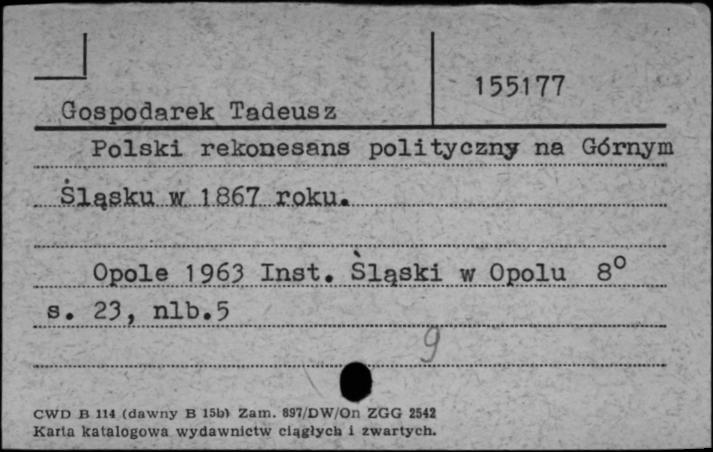 155177
Gospodarek Tadeusz
Polski rekonesans polityczny na Górnym
Śląsku w 1867 roku.
Opole 1963 Inst. Śląski w Opolu 8°
s. 23, nlb.5
9
CWD B 114 (dawny B 15b) Zam. 897/DW/On ZGG 2542
Karta katalogowa wydawnictw ciągłych i zwartych.